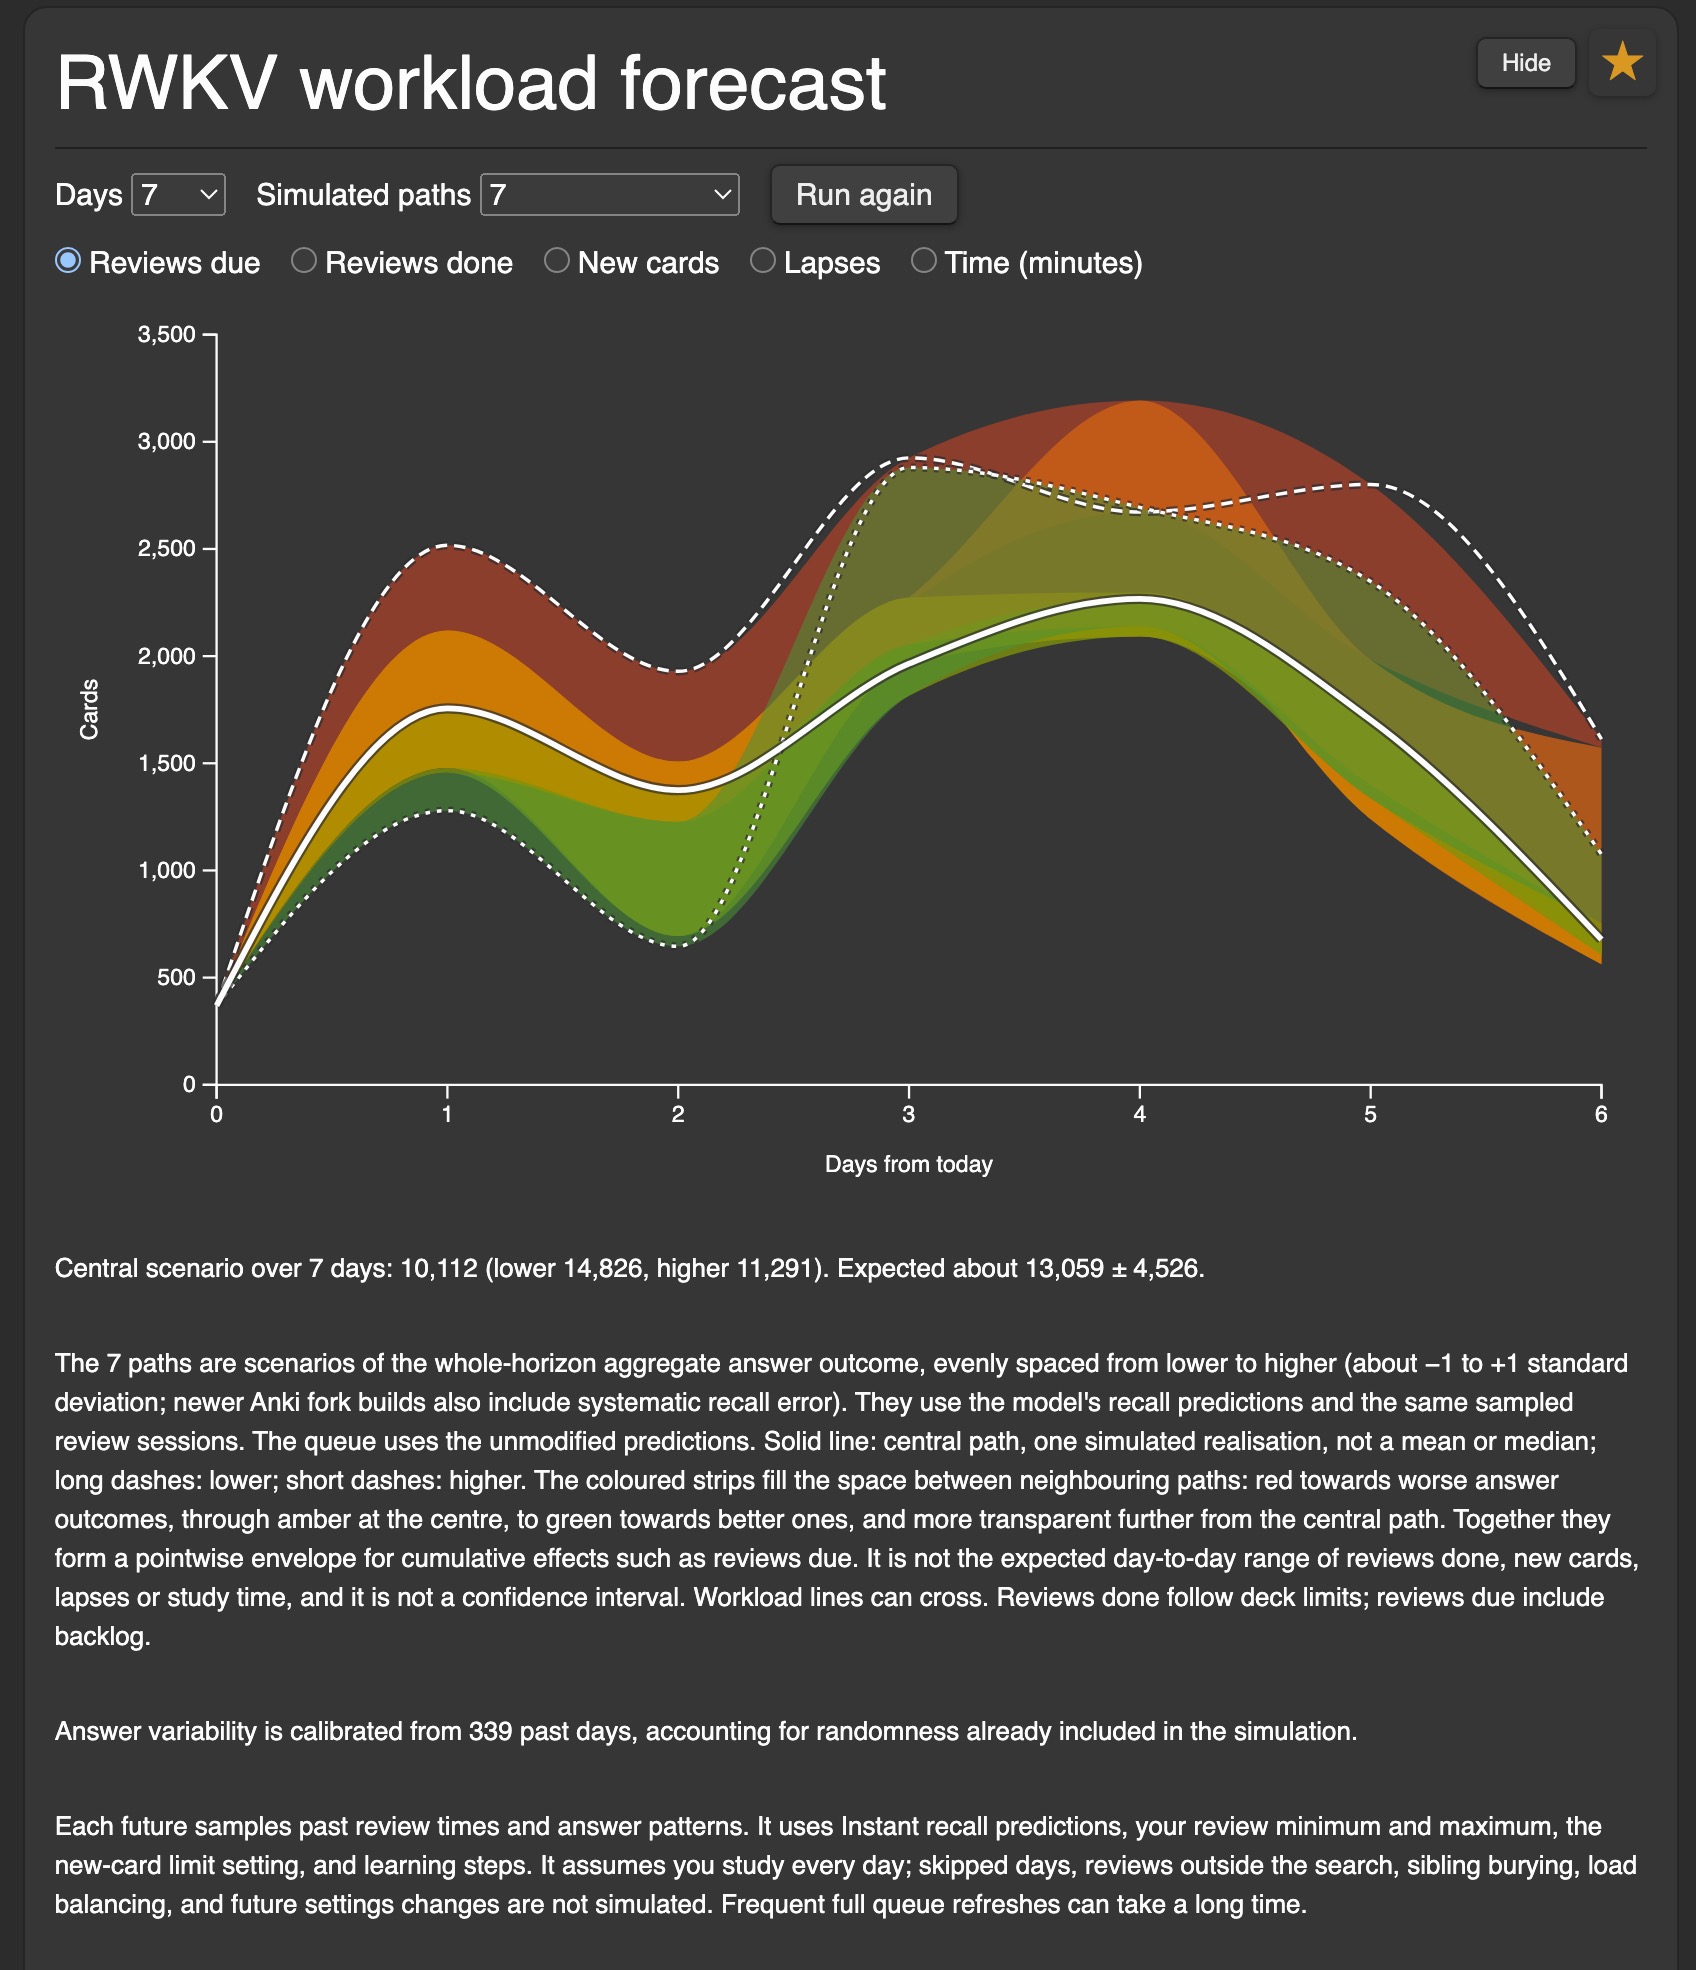 RWKV workload forecast
Hide
Days 7 Simulated paths 7 Run again
Reviews due Reviews done New cards Lapses Time (minutes)
3,500
3,000
2,500
2,000
1,500
1,000
500
0
Cards
0 1 2 3 4 5 6
Days from today
Central scenario over 7 days: 10,112 (lower 14,826, higher 11,291). Expected about 13,059 ± 4,526.
The 7 paths are scenarios of the whole-horizon aggregate answer outcome, evenly spaced from lower to higher (about −1 to +1 standard
deviation; newer Anki fork builds also include systematic recall error). They use the model's recall predictions and the same sampled
review sessions. The queue uses the unmodified predictions. Solid line: central path, one simulated realisation, not a mean or median;
long dashes: lower; short dashes: higher. The coloured strips fill the space between neighbouring paths: red towards worse answer
outcomes, through amber at the centre, to green towards better ones, and more transparent further from the central path. Together they
form a pointwise envelope for cumulative effects such as reviews due. It is not the expected day-to-day range of reviews done, new cards,
lapses or study time, and it is not a confidence interval. Workload lines can cross. Reviews done follow deck limits; reviews due include
backlog.
Answer variability is calibrated from 339 past days, accounting for randomness already included in the simulation.
Each future samples past review times and answer patterns. It uses Instant recall predictions, your review minimum and maximum, the
new-card limit setting, and learning steps. It assumes you study every day; skipped days, reviews outside the search, sibling burying, load
balancing, and future settings changes are not simulated. Frequent full queue refreshes can take a long time.